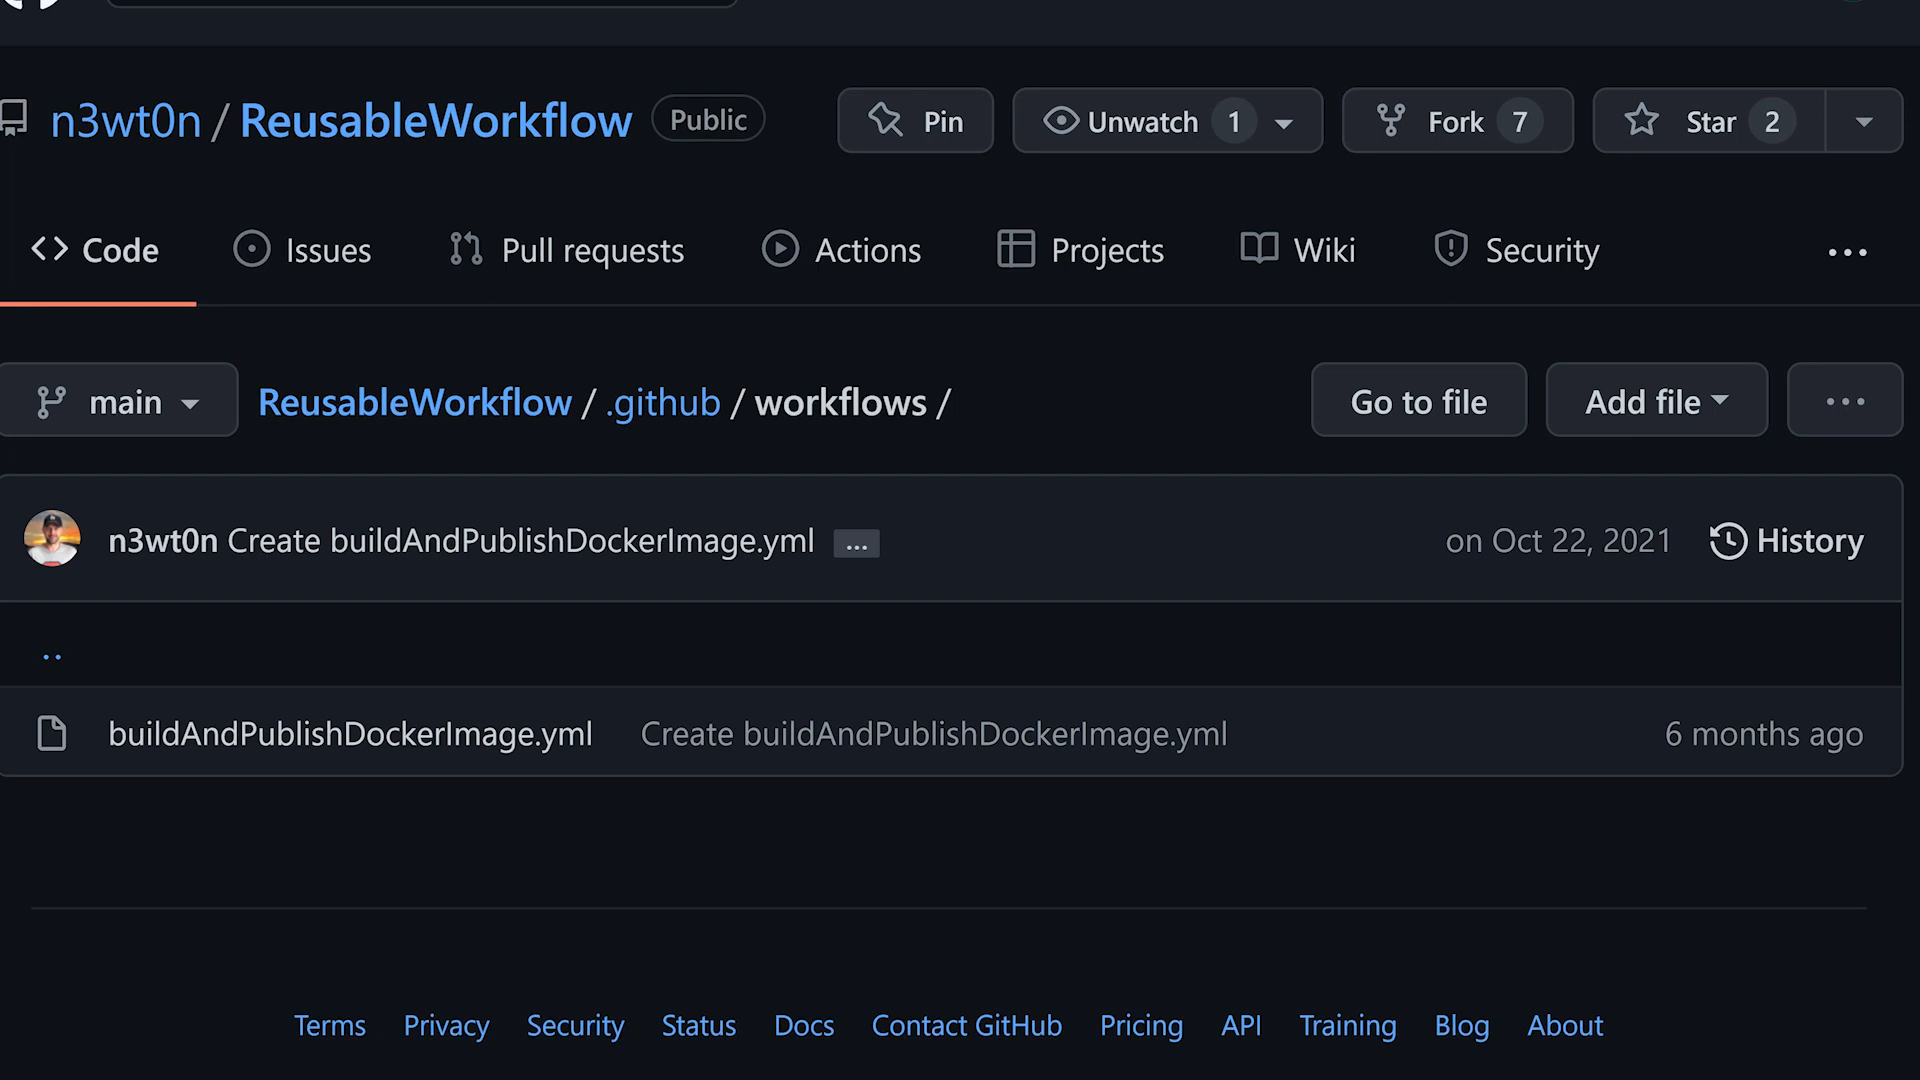 n3wt0n / ReusableWorkflow Public Pin Unwatch 1 Fork 7 Star 2
Code Issues Pull requests Actions Projects Wiki Security ...
main ReusableWorkflow / .github / workflows / Go to file Add file ...
n3wt0n Create buildAndPublishDockerImage.yml ... on Oct 22, 2021 History
..
buildAndPublishDockerImage.yml Create buildAndPublishDockerImage.yml 6 months ago
Terms Privacy Security Status Docs Contact GitHub Pricing API Training Blog About